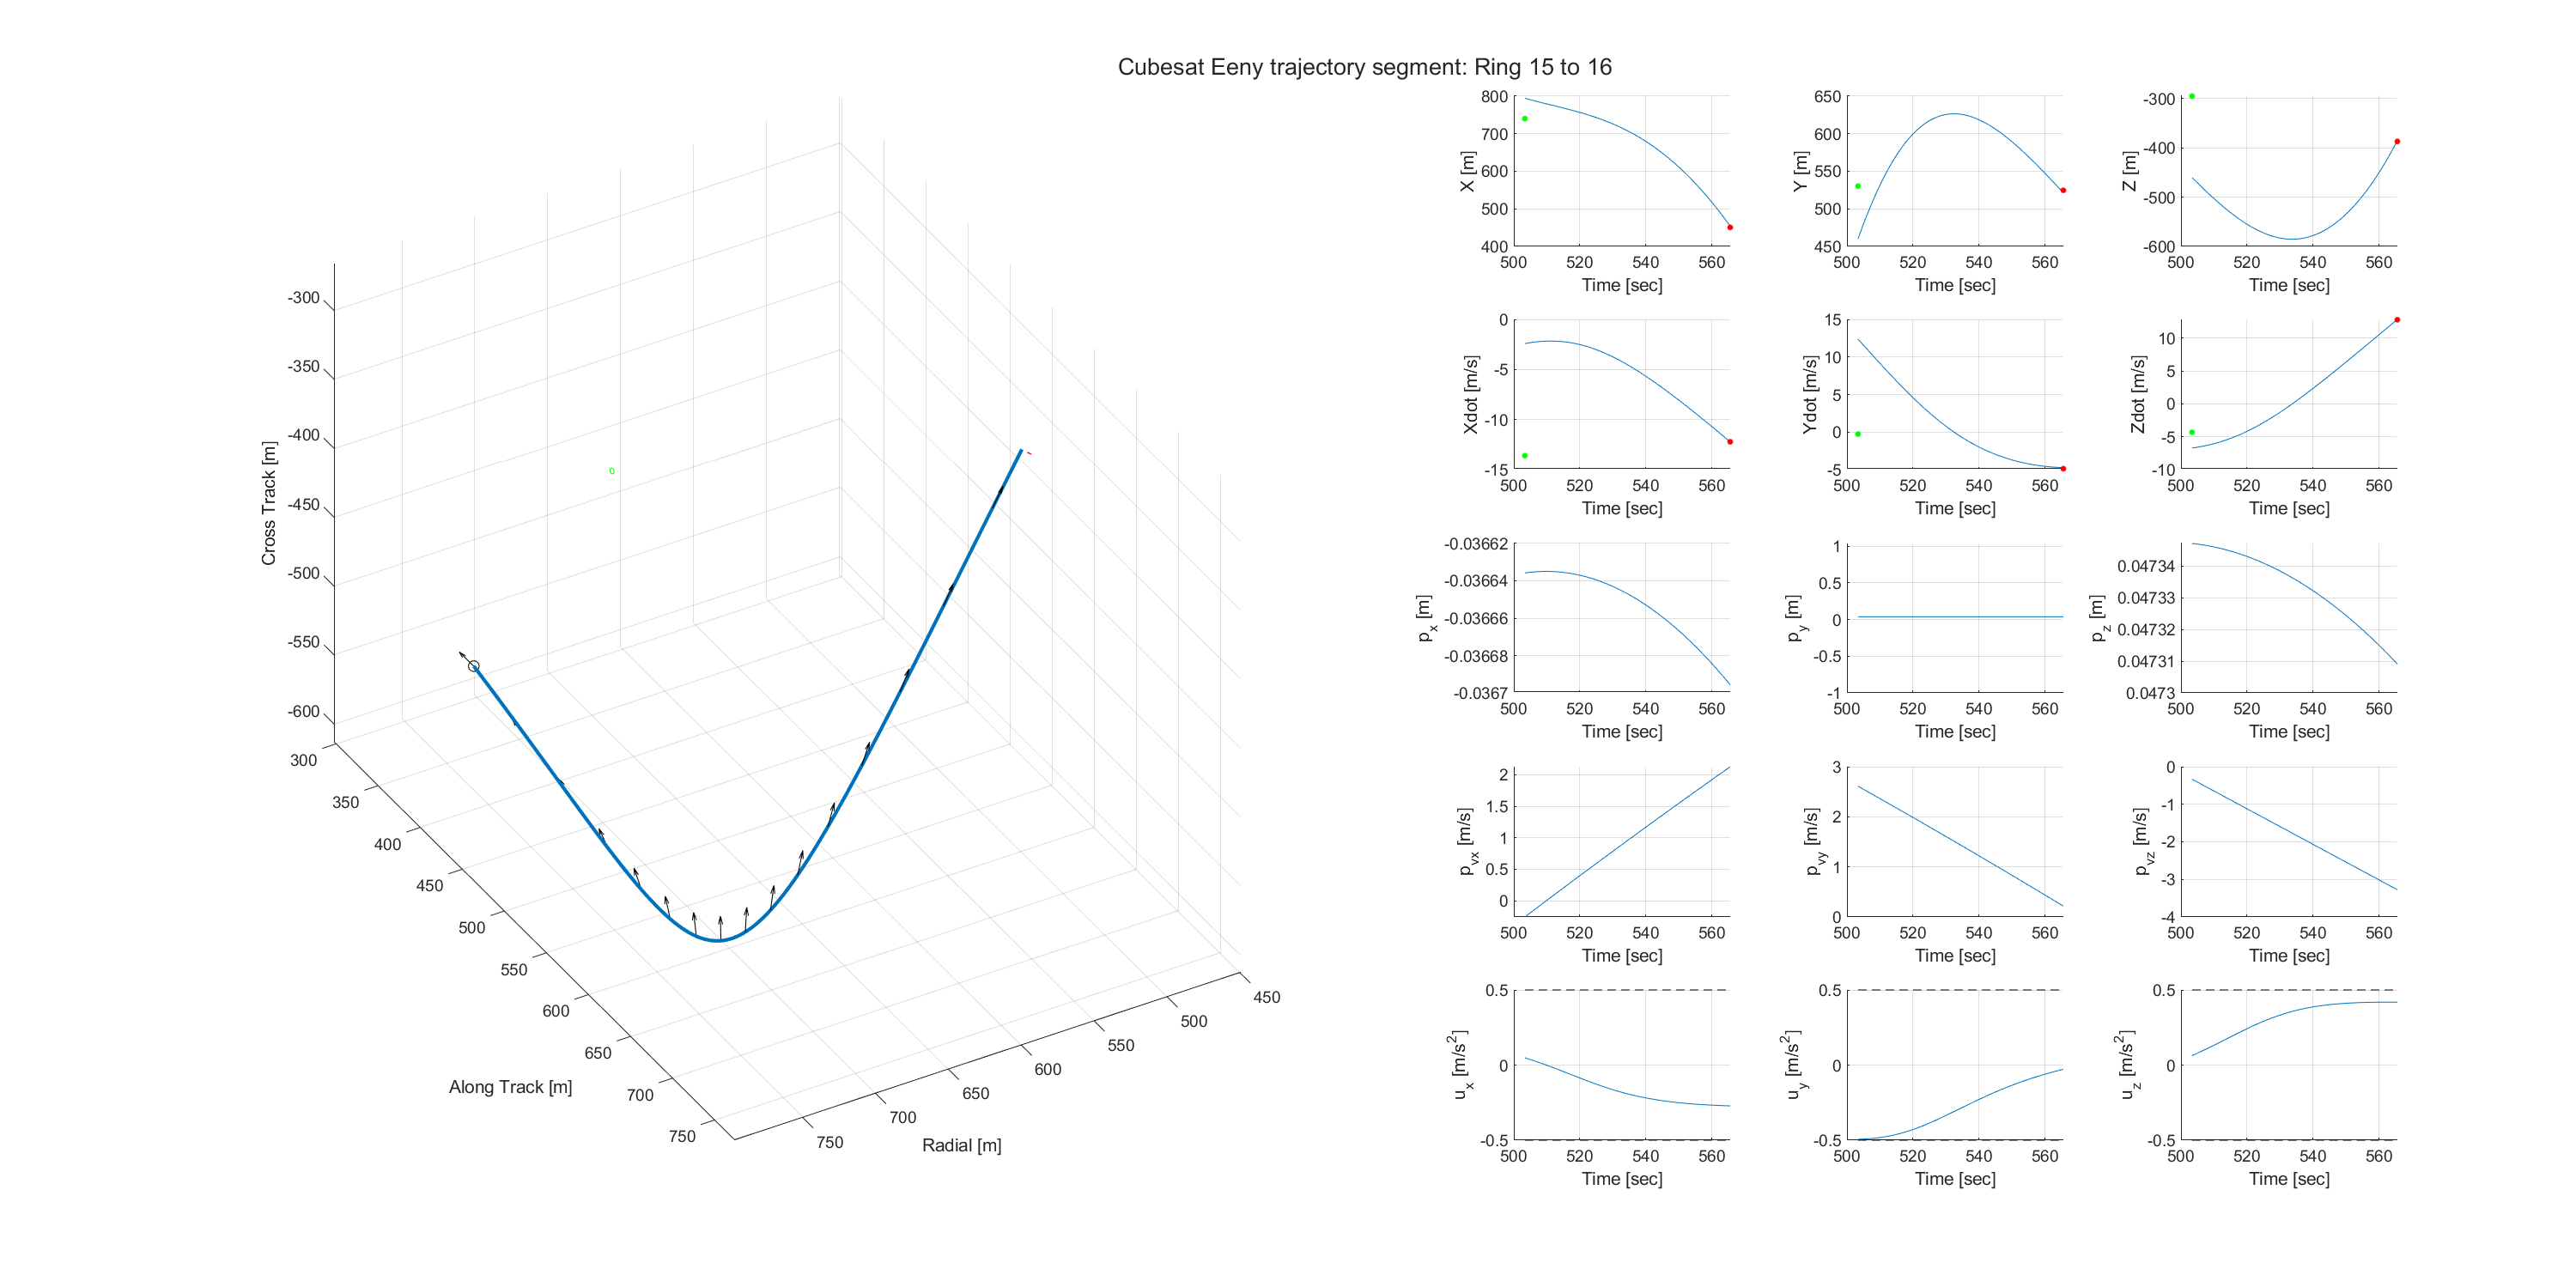 Cubesat Eeny trajectory segment: Ring 15 to 16
-300
-350
-400
-450
-500
-550
-600
Cross Track [m]
300
350
400
450
500
550
600
650
700
750
Along Track [m]
750
700
650
600
550
500
450
Radial [m]
800
700
600
500
400
X [m]
500 520 540 560
Time [sec]
650
600
550
500
450
Y [m]
500 520 540 560
Time [sec]
-300
-400
-500
-600
Z [m]
500 520 540 560
Time [sec]
0
-5
-10
-15
Xdot [m/s]
500 520 540 560
Time [sec]
15
10
5
0
-5
Ydot [m/s]
500 520 540 560
Time [sec]
10
5
0
-5
-10
Zdot [m/s]
500 520 540 560
Time [sec]
-0.03662
-0.03664
-0.03666
-0.03668
-0.0367
p_x [m]
500 520 540 560
Time [sec]
1
0.5
0
-0.5
-1
p_y [m]
500 520 540 560
Time [sec]
0.04734
0.04733
0.04732
0.04731
0.0473
p_z [m]
500 520 540 560
Time [sec]
2
1.5
1
0.5
0
p_vx [m/s]
500 520 540 560
Time [sec]
3
2
1
0
p_vy [m/s]
500 520 540 560
Time [sec]
0
-1
-2
-3
-4
p_vz [m/s]
500 520 540 560
Time [sec]
0.5
0
-0.5
u_x [m/s^2]
500 520 540 560
Time [sec]
0.5
0
-0.5
u_y [m/s^2]
500 520 540 560
Time [sec]
0.5
0
-0.5
u_z [m/s^2]
500 520 540 560
Time [sec]